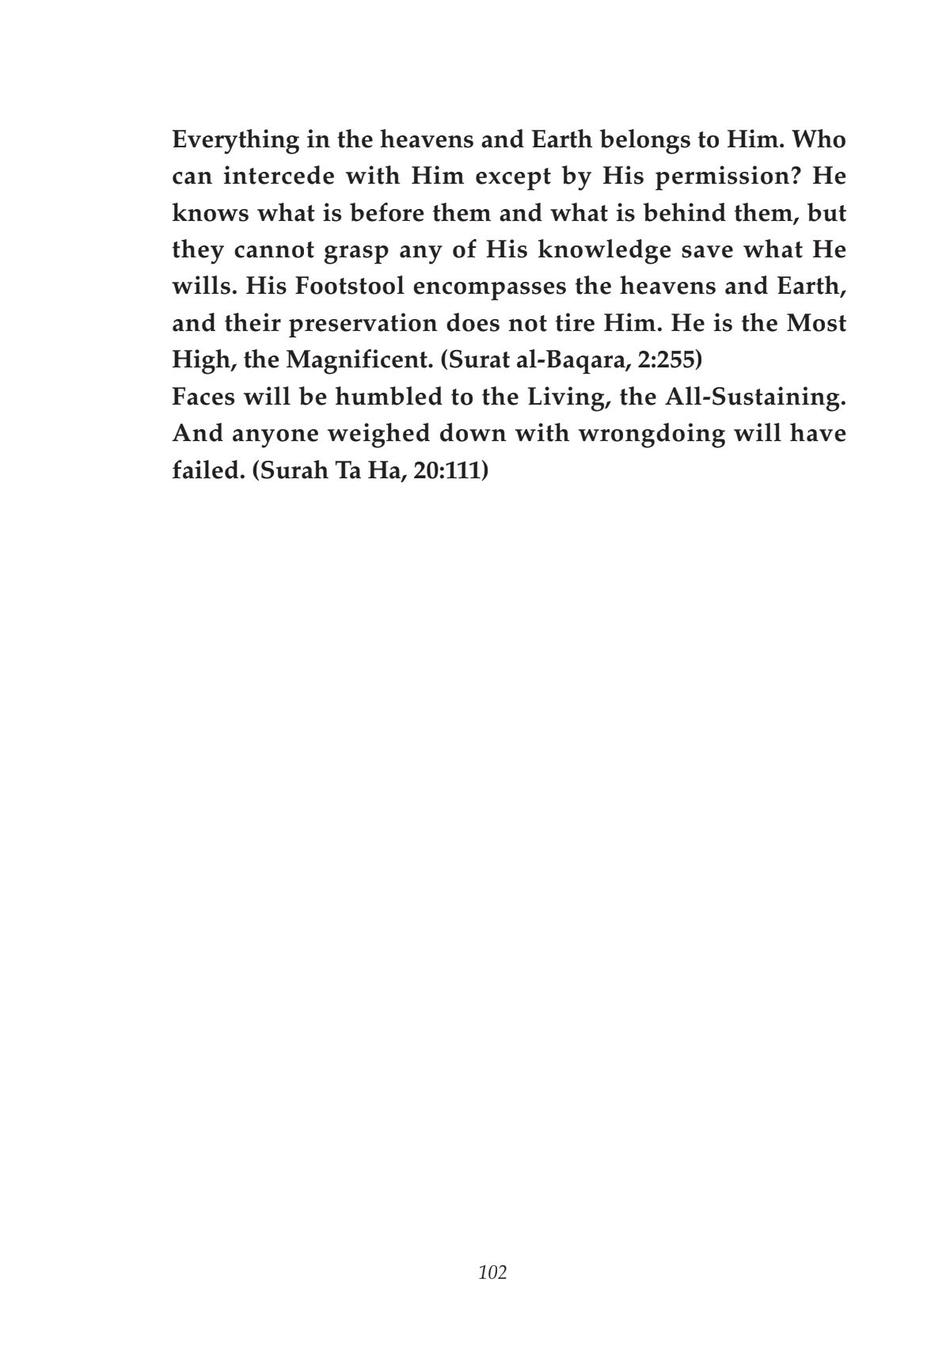 Everything in the heavens and Earth belongs to Him. Who
can intercede with Him except by His permission? He
knows what is before them and what is behind them, but
they cannot grasp any of His knowledge save what He
wills. His Footstool encompasses the heavens and Earth,
and their preservation does not tire Him. He is the Most
High, the Magnificent. (Surat al-Baqara, 2:255)
Faces will be humbled to the Living, the All-Sustaining.
And anyone weighed down with wrongdoing will have
failed. (Surah Ta Ha, 20:111)
102